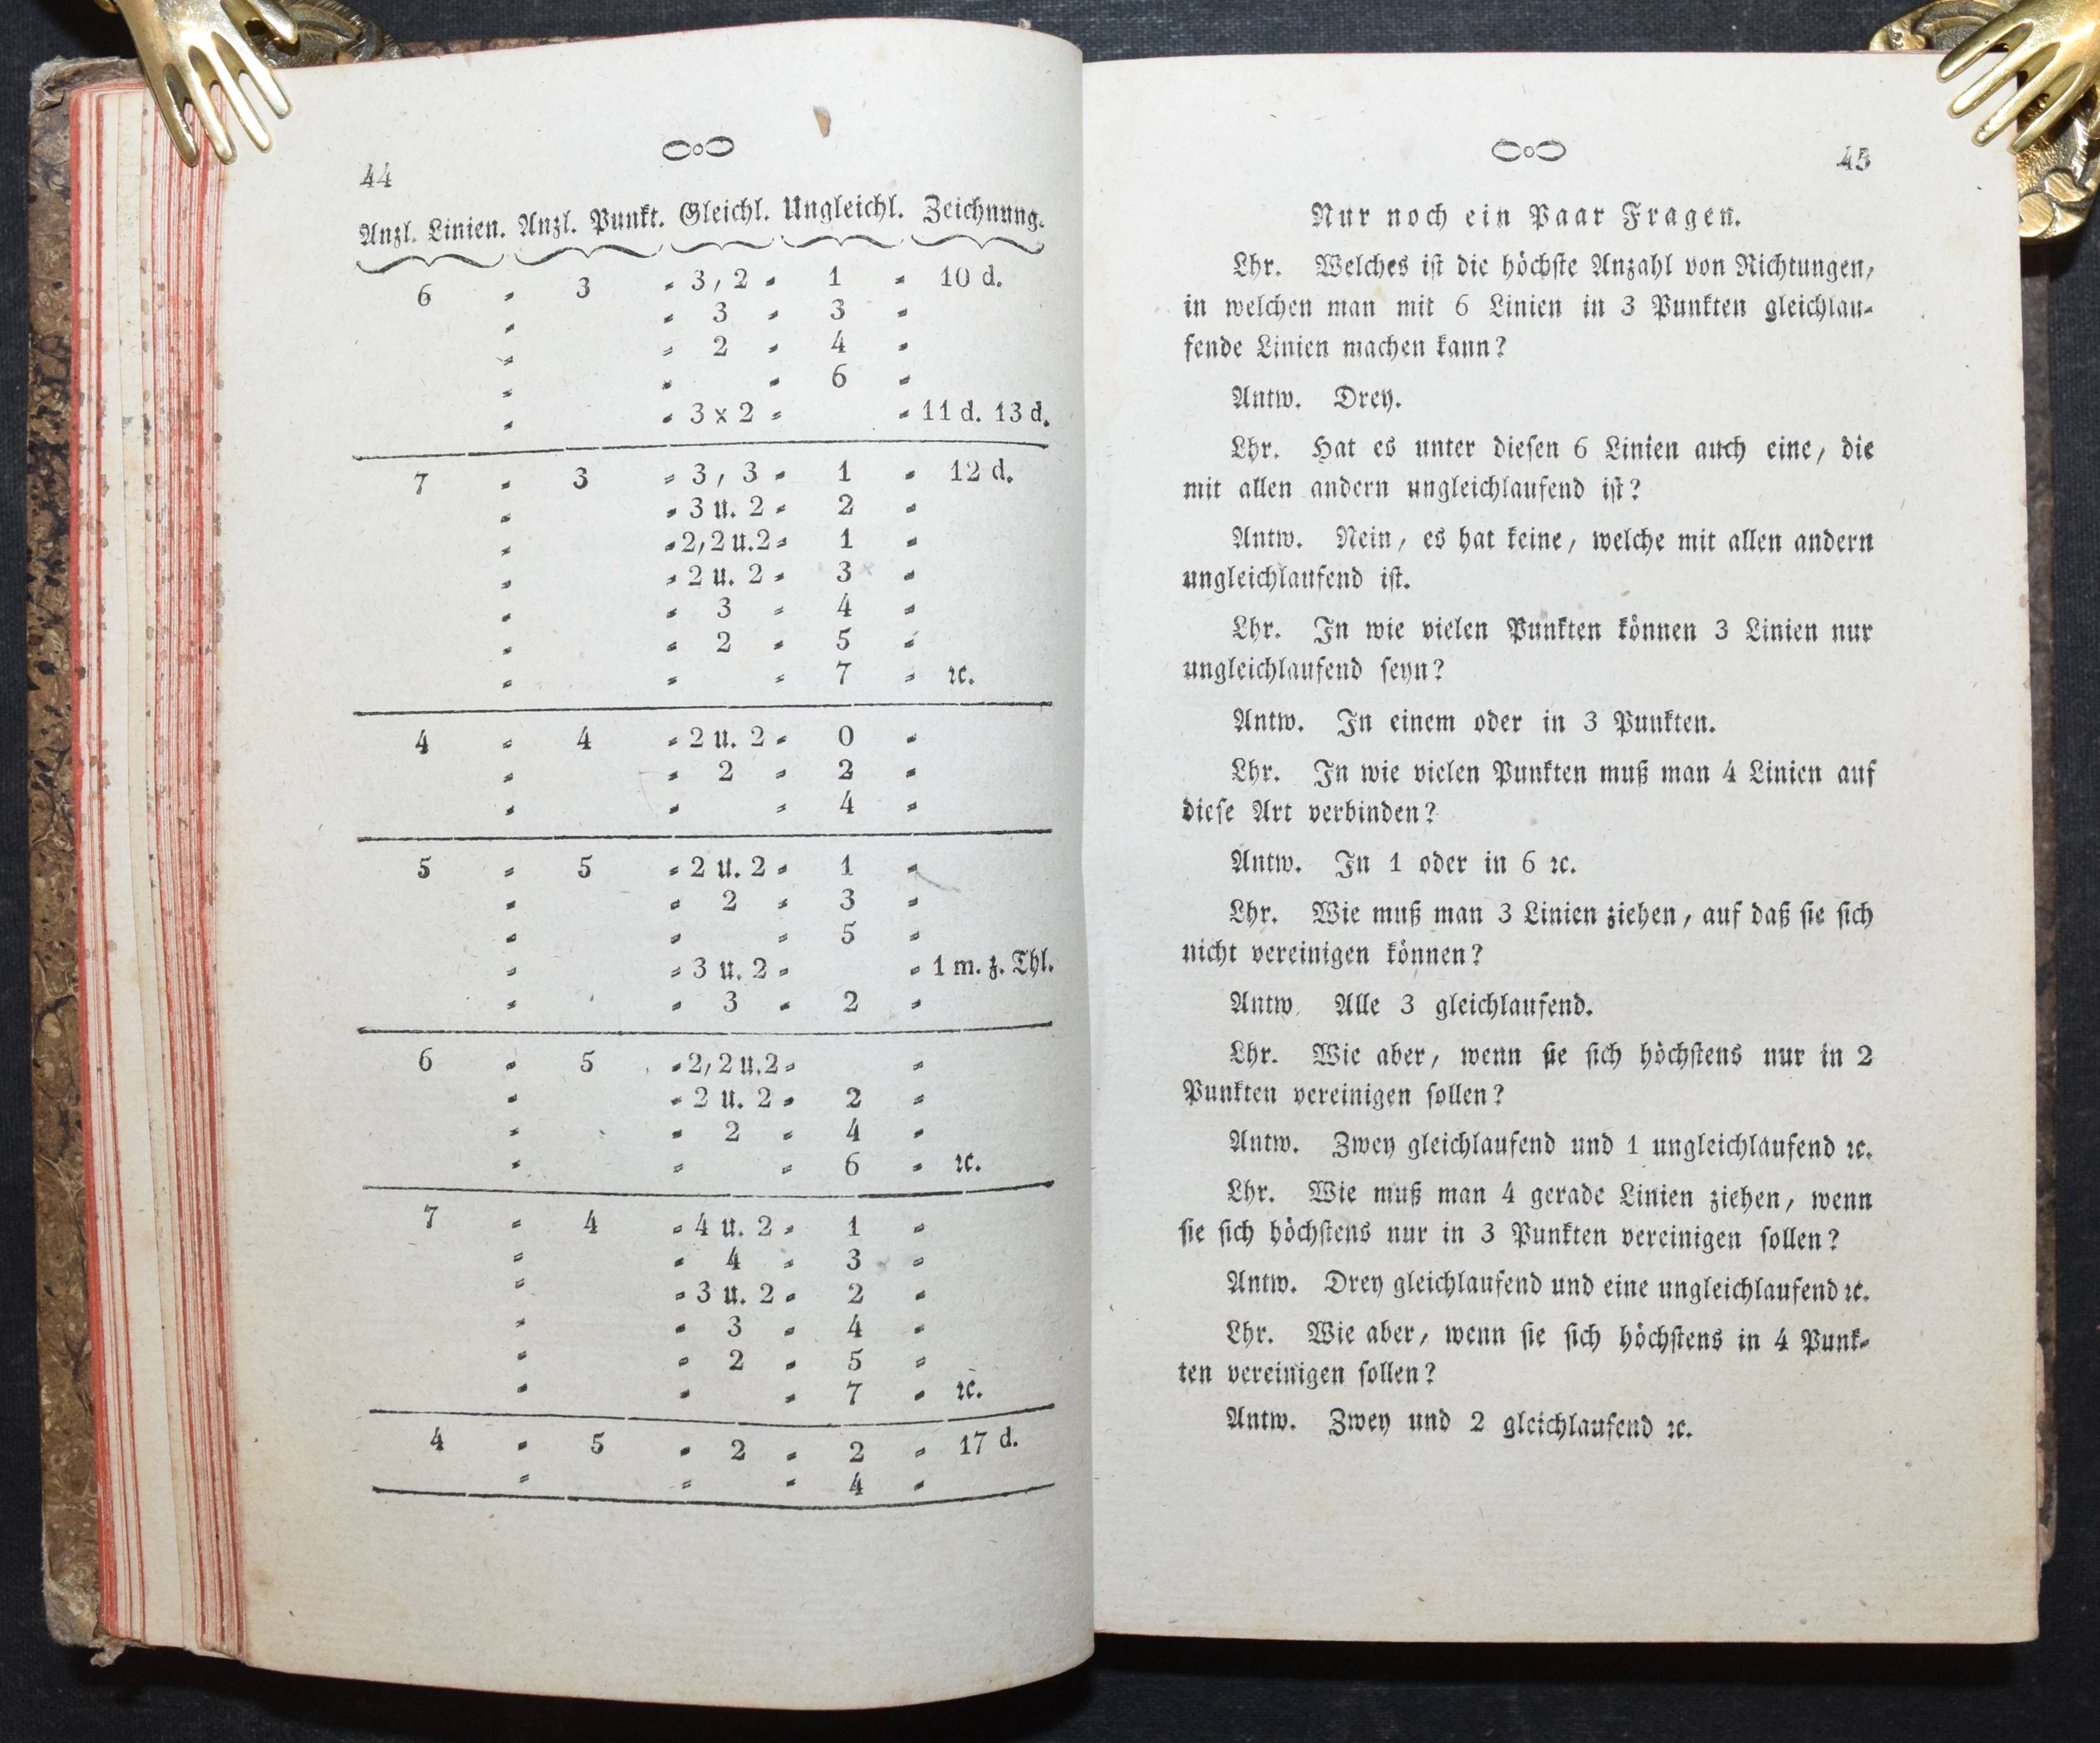 44
Anzl. Linien. Anzl. Punkt. Gleichl. Ungleichl. Zeichnung.
6 = 3 = 3, 2 = 1 = 10 d.
= = 3 = 3 =
= = 2 = 4 =
= = = 6 =
= = 3 x 2 = = 11 d. 13 d.
7 = 3 = 3, 3 = 1 = 12 d.
= = 3 u. 2 = 2 =
= = 2, 2 u. 2 = 1 =
= = 2 u. 2 = 3 =
= = 3 = 4 =
= = 2 = 5 =
= = = 7 = ꝛc.
4 = 4 = 2 u. 2 = 0 =
= = 2 = 2 =
= = = 4 =
5 = 5 = 2 u. 2 = 1 =
= = 2 = 3 =
= = = 5 =
= = 3 u. 2 = = 1 m. z. Thl.
= = 3 = 2 =
6 = 5 = 2, 2 u. 2 = =
= = 2 u. 2 = 2 =
= = 2 = 4 =
= = = 6 = ꝛc.
7 = 4 = 4 u. 2 = 1 =
= = 4 = 3 =
= = 3 u. 2 = 2 =
= = 3 = 4 =
= = 2 = 5 =
= = = 7 = ꝛc.
4 = 5 = 2 = 2 = 17 d.
= = = 4 =
45
Nur noch ein Paar Fragen.
Lhr. Welches iſt die höchſte Anzahl von Richtungen,
in welchen man mit 6 Linien in 3 Punkten gleichlau-
fende Linien machen kann?
Antw. Drey.
Lhr. Hat es unter dieſen 6 Linien auch eine, die
mit allen andern ungleichlaufend iſt?
Antw. Nein, es hat keine, welche mit allen andern
ungleichlaufend iſt.
Lhr. In wie vielen Punkten können 3 Linien nur
ungleichlaufend ſeyn?
Antw. In einem oder in 3 Punkten.
Lhr. In wie vielen Punkten muß man 4 Linien auf
dieſe Art verbinden?
Antw. In 1 oder in 6 ꝛc.
Lhr. Wie muß man 3 Linien ziehen, auf daß ſie ſich
nicht vereinigen können?
Antw. Alle 3 gleichlaufend.
Lhr. Wie aber, wenn ſie ſich höchſtens nur in 2
Punkten vereinigen ſollen?
Antw. Zwey gleichlaufend und 1 ungleichlaufend ꝛc.
Lhr. Wie muß man 4 gerade Linien ziehen, wenn
ſie ſich höchſtens nur in 3 Punkten vereinigen ſollen?
Antw. Drey gleichlaufend und eine ungleichlaufend ꝛc.
Lhr. Wie aber, wenn ſie ſich höchſtens in 4 Punk-
ten vereinigen ſollen?
Antw. Zwey und 2 gleichlaufend ꝛc.